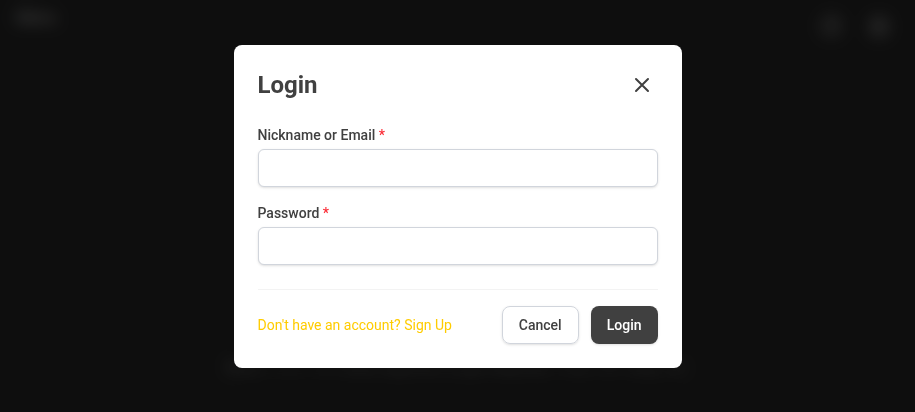 Login
Nickname or Email *
Password *
Don't have an account? Sign Up
Cancel
Login